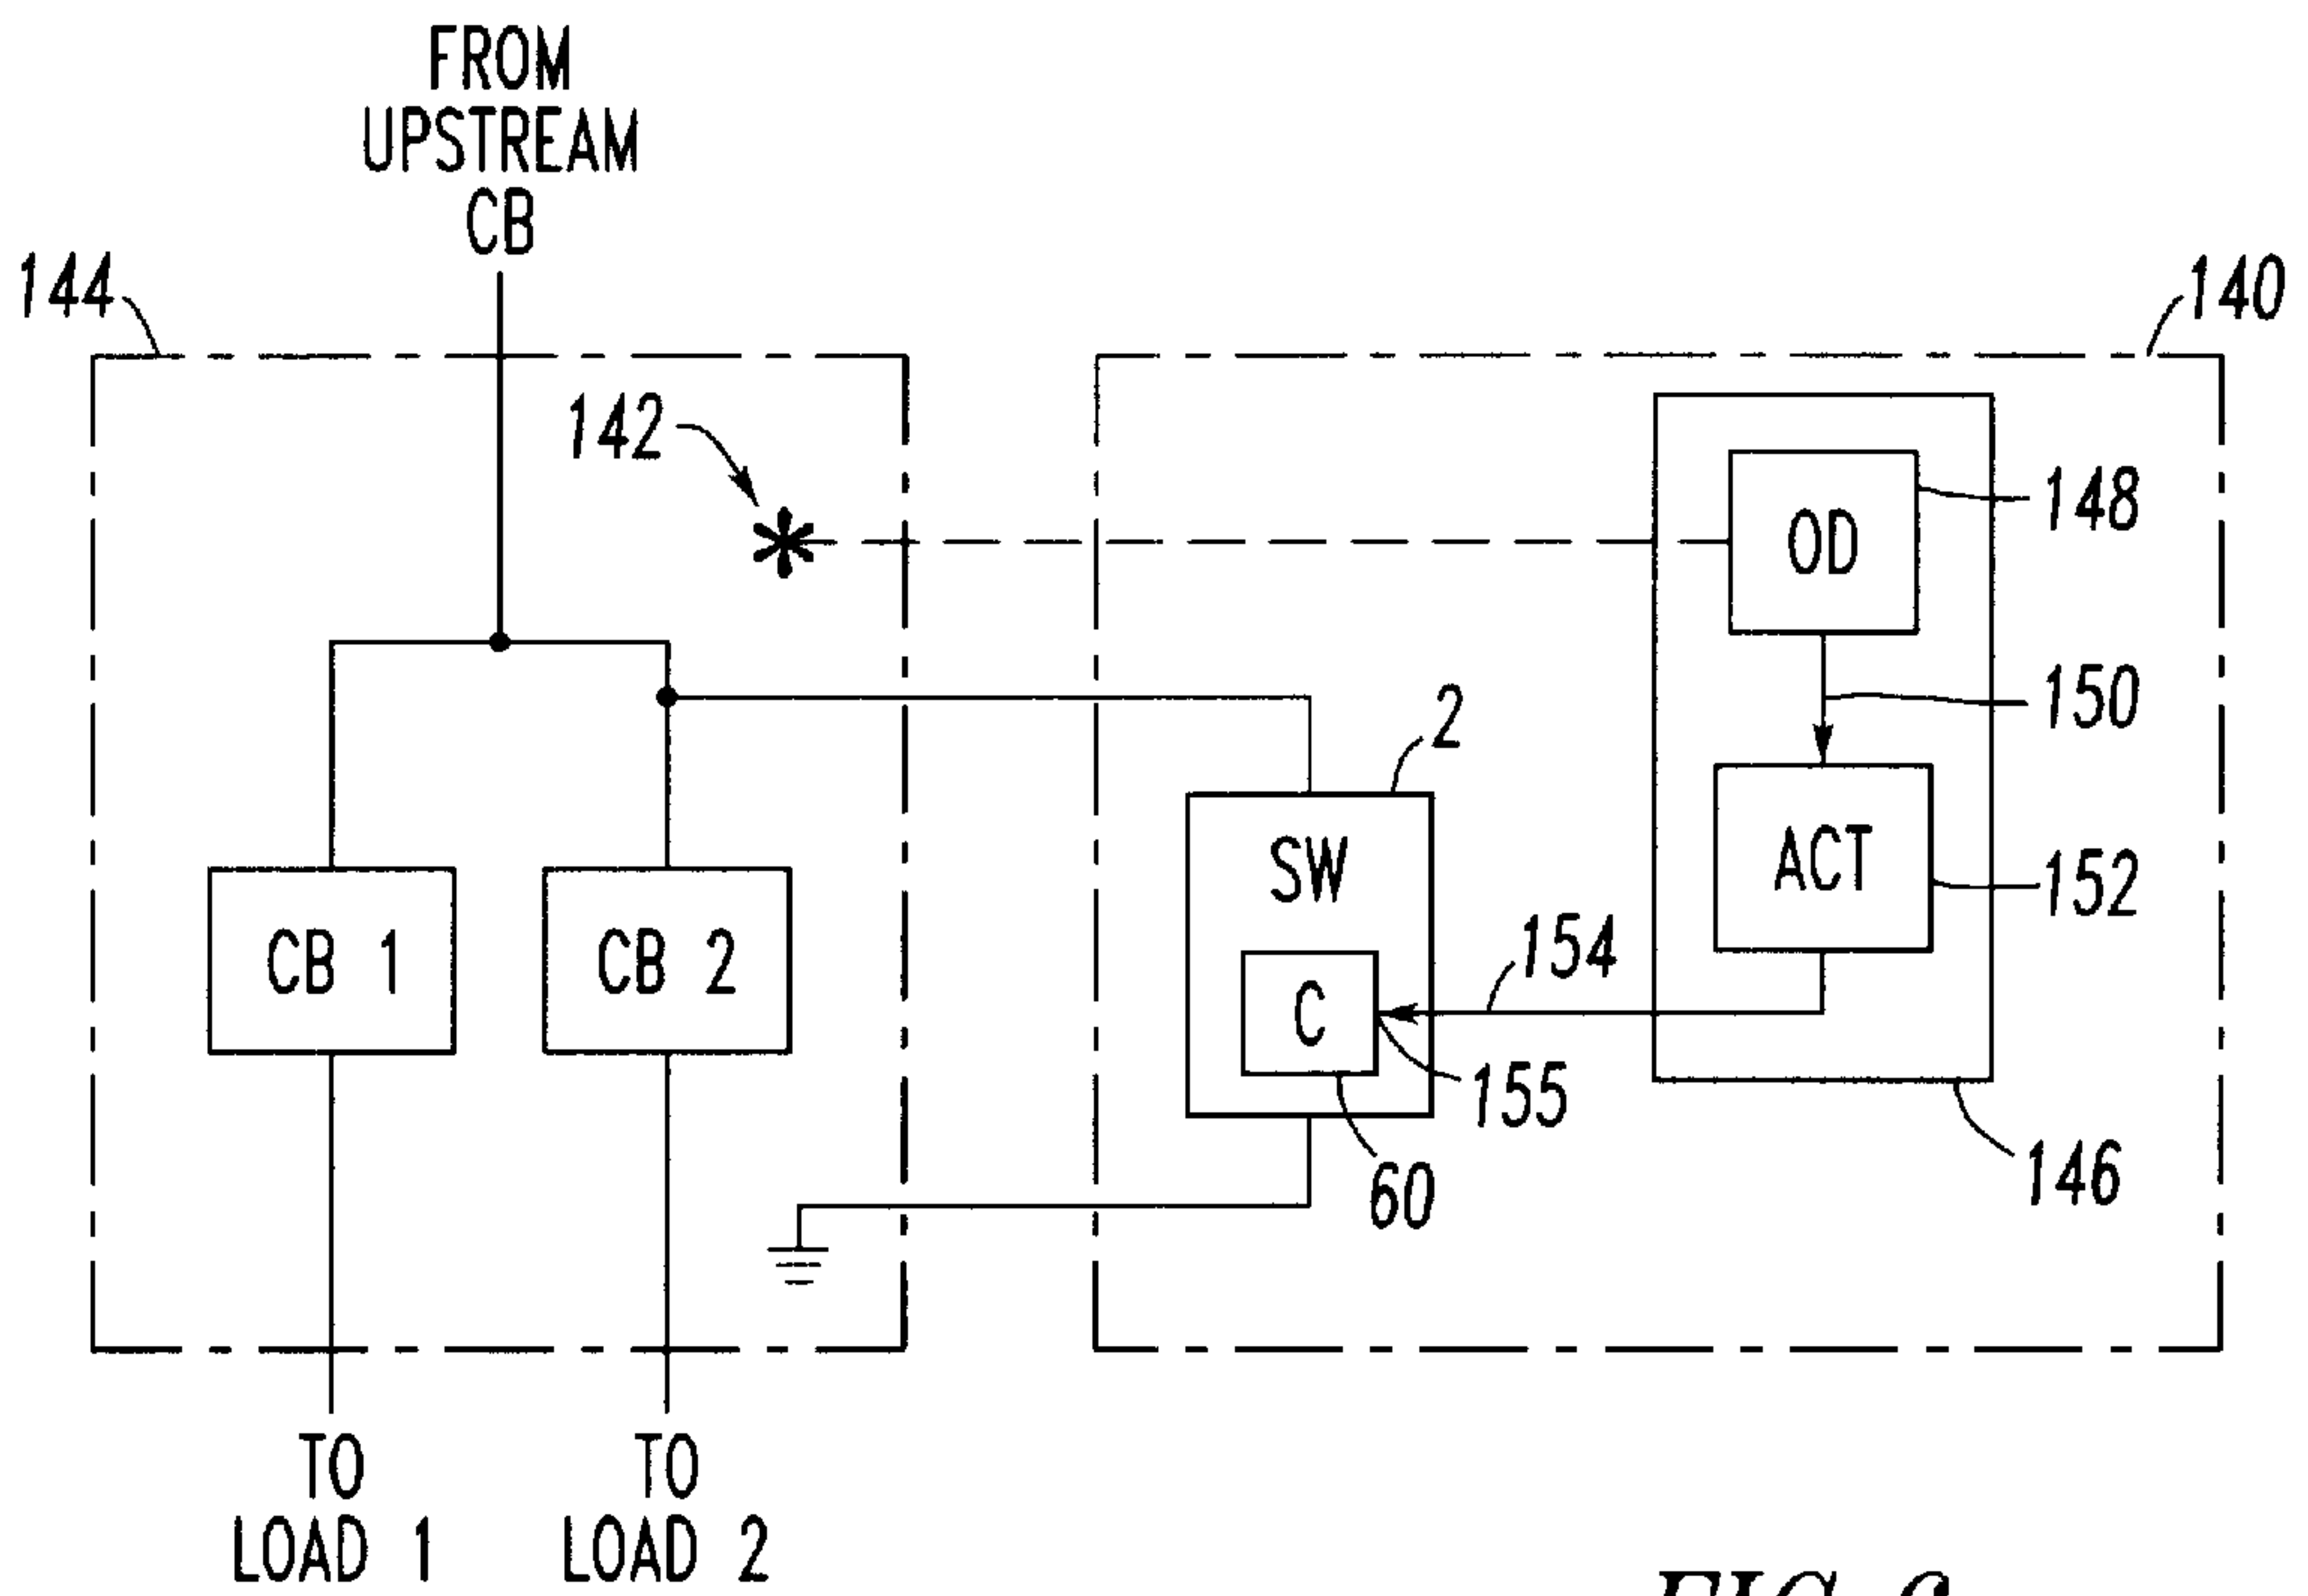 FROM
UPSTREAM
CB
144
140
142
148
OD
150
2
SW
ACT
152
CB 1
CB 2
154
C
155
60
146
TO
LOAD 1
TO
LOAD 2